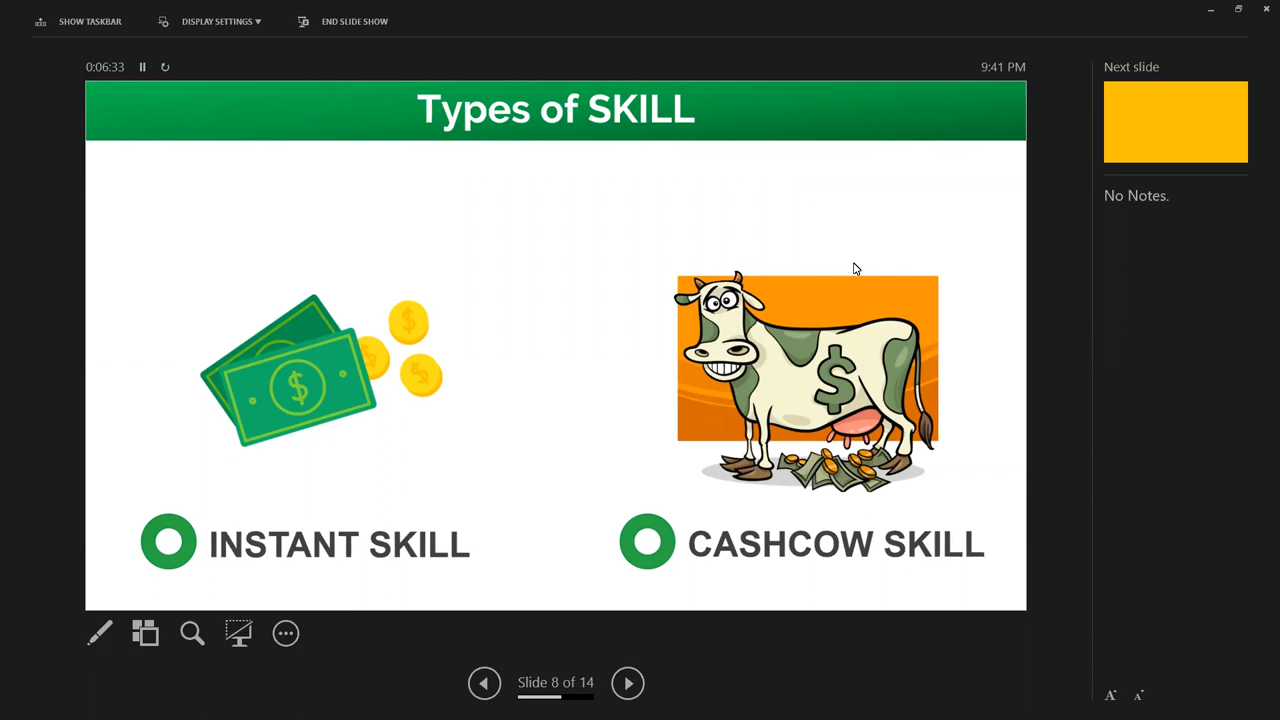 SHOW TASKBAR
DISPLAY SETTINGS ▼
END SLIDE SHOW
0:06:33
9:41 PM
Next slide
Types of SKILL
No Notes.
$
$
$
$
$
INSTANT SKILL
CASHCOW SKILL
Slide 8 of 14
A
A